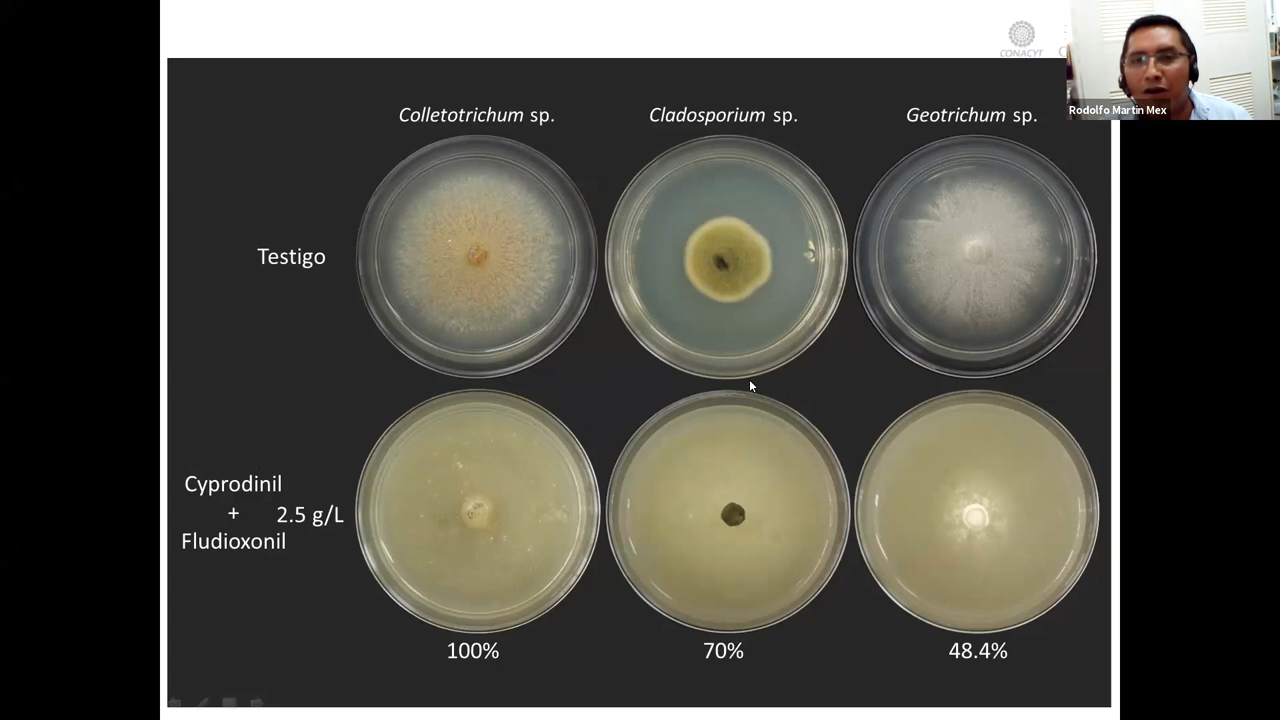 CONACYT
Rodolfo Martin Mex
Colletotrichum sp.
Cladosporium sp.
Geotrichum sp.
Testigo
Cyprodinil
+ 2.5 g/L
Fludioxonil
100%
70%
48.4%